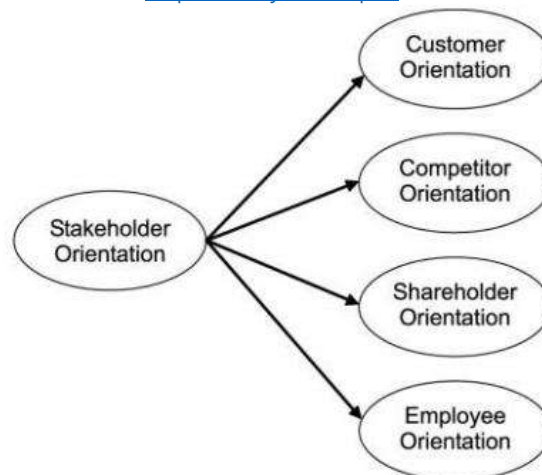 Customer
Orientation
Competitor
Orientation
Stakeholder
Orientation
Shareholder
Orientation
Employee
Orientation